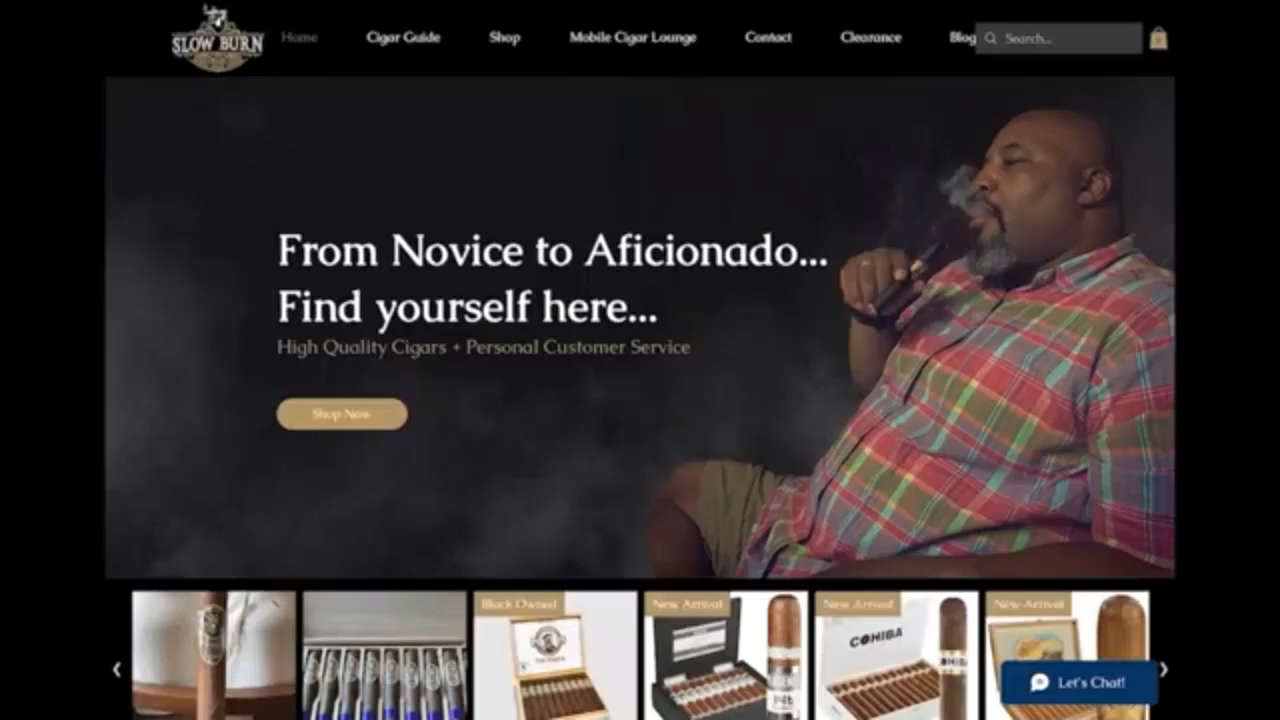 SLOW BURN
Home
Cigar Guide
Shop
Mobile Cigar Lounge
Contact
Clearance
Blog
Search...
From Novice to Aficionado...
Find yourself here...
High Quality Cigars + Personal Customer Service
Shop Now
Black Owned
New Arrival
New Arrival
New Arrival
COHIBA
Let's Chat!